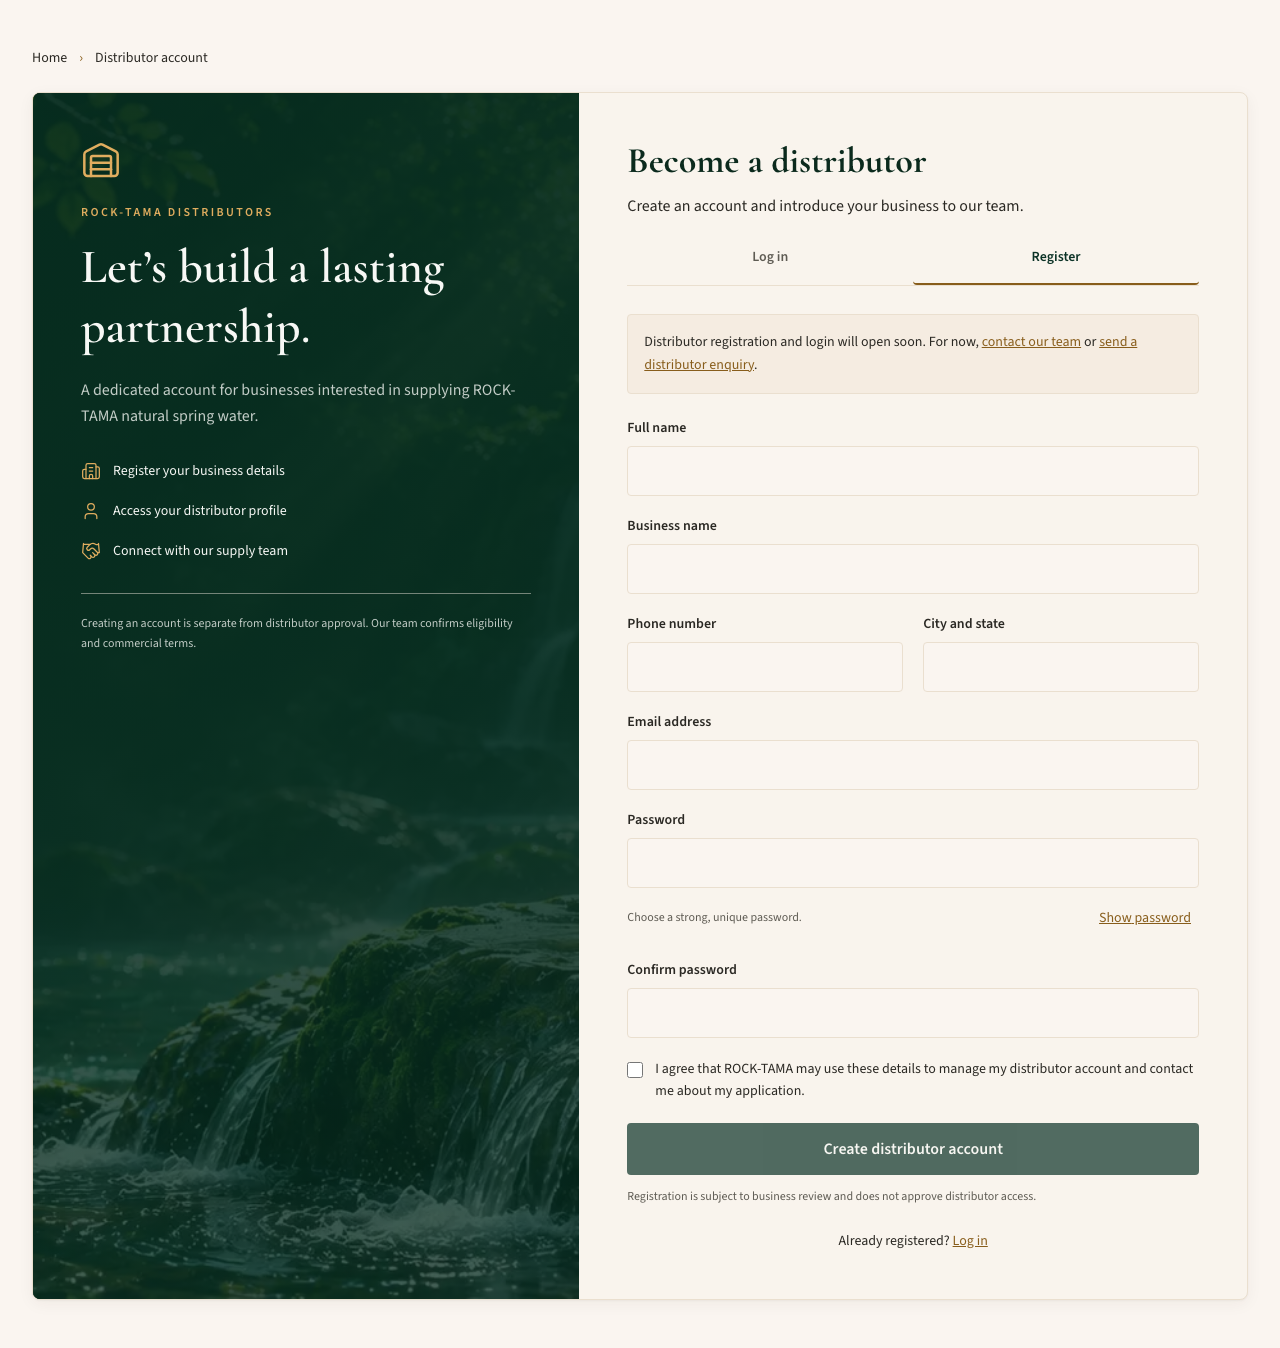 Home › Distributor account
ROCK-TAMA DISTRIBUTORS
Let’s build a lasting
partnership.
A dedicated account for businesses interested in supplying ROCK-
TAMA natural spring water.
Register your business details
Access your distributor profile
Connect with our supply team
Creating an account is separate from distributor approval. Our team confirms eligibility
and commercial terms.
Become a distributor
Create an account and introduce your business to our team.
Log in Register
Distributor registration and login will open soon. For now, contact our team or send a
distributor enquiry.
Full name
Business name
Phone number City and state
Email address
Password
Choose a strong, unique password. Show password
Confirm password
I agree that ROCK-TAMA may use these details to manage my distributor account and contact
me about my application.
Create distributor account
Registration is subject to business review and does not approve distributor access.
Already registered? Log in